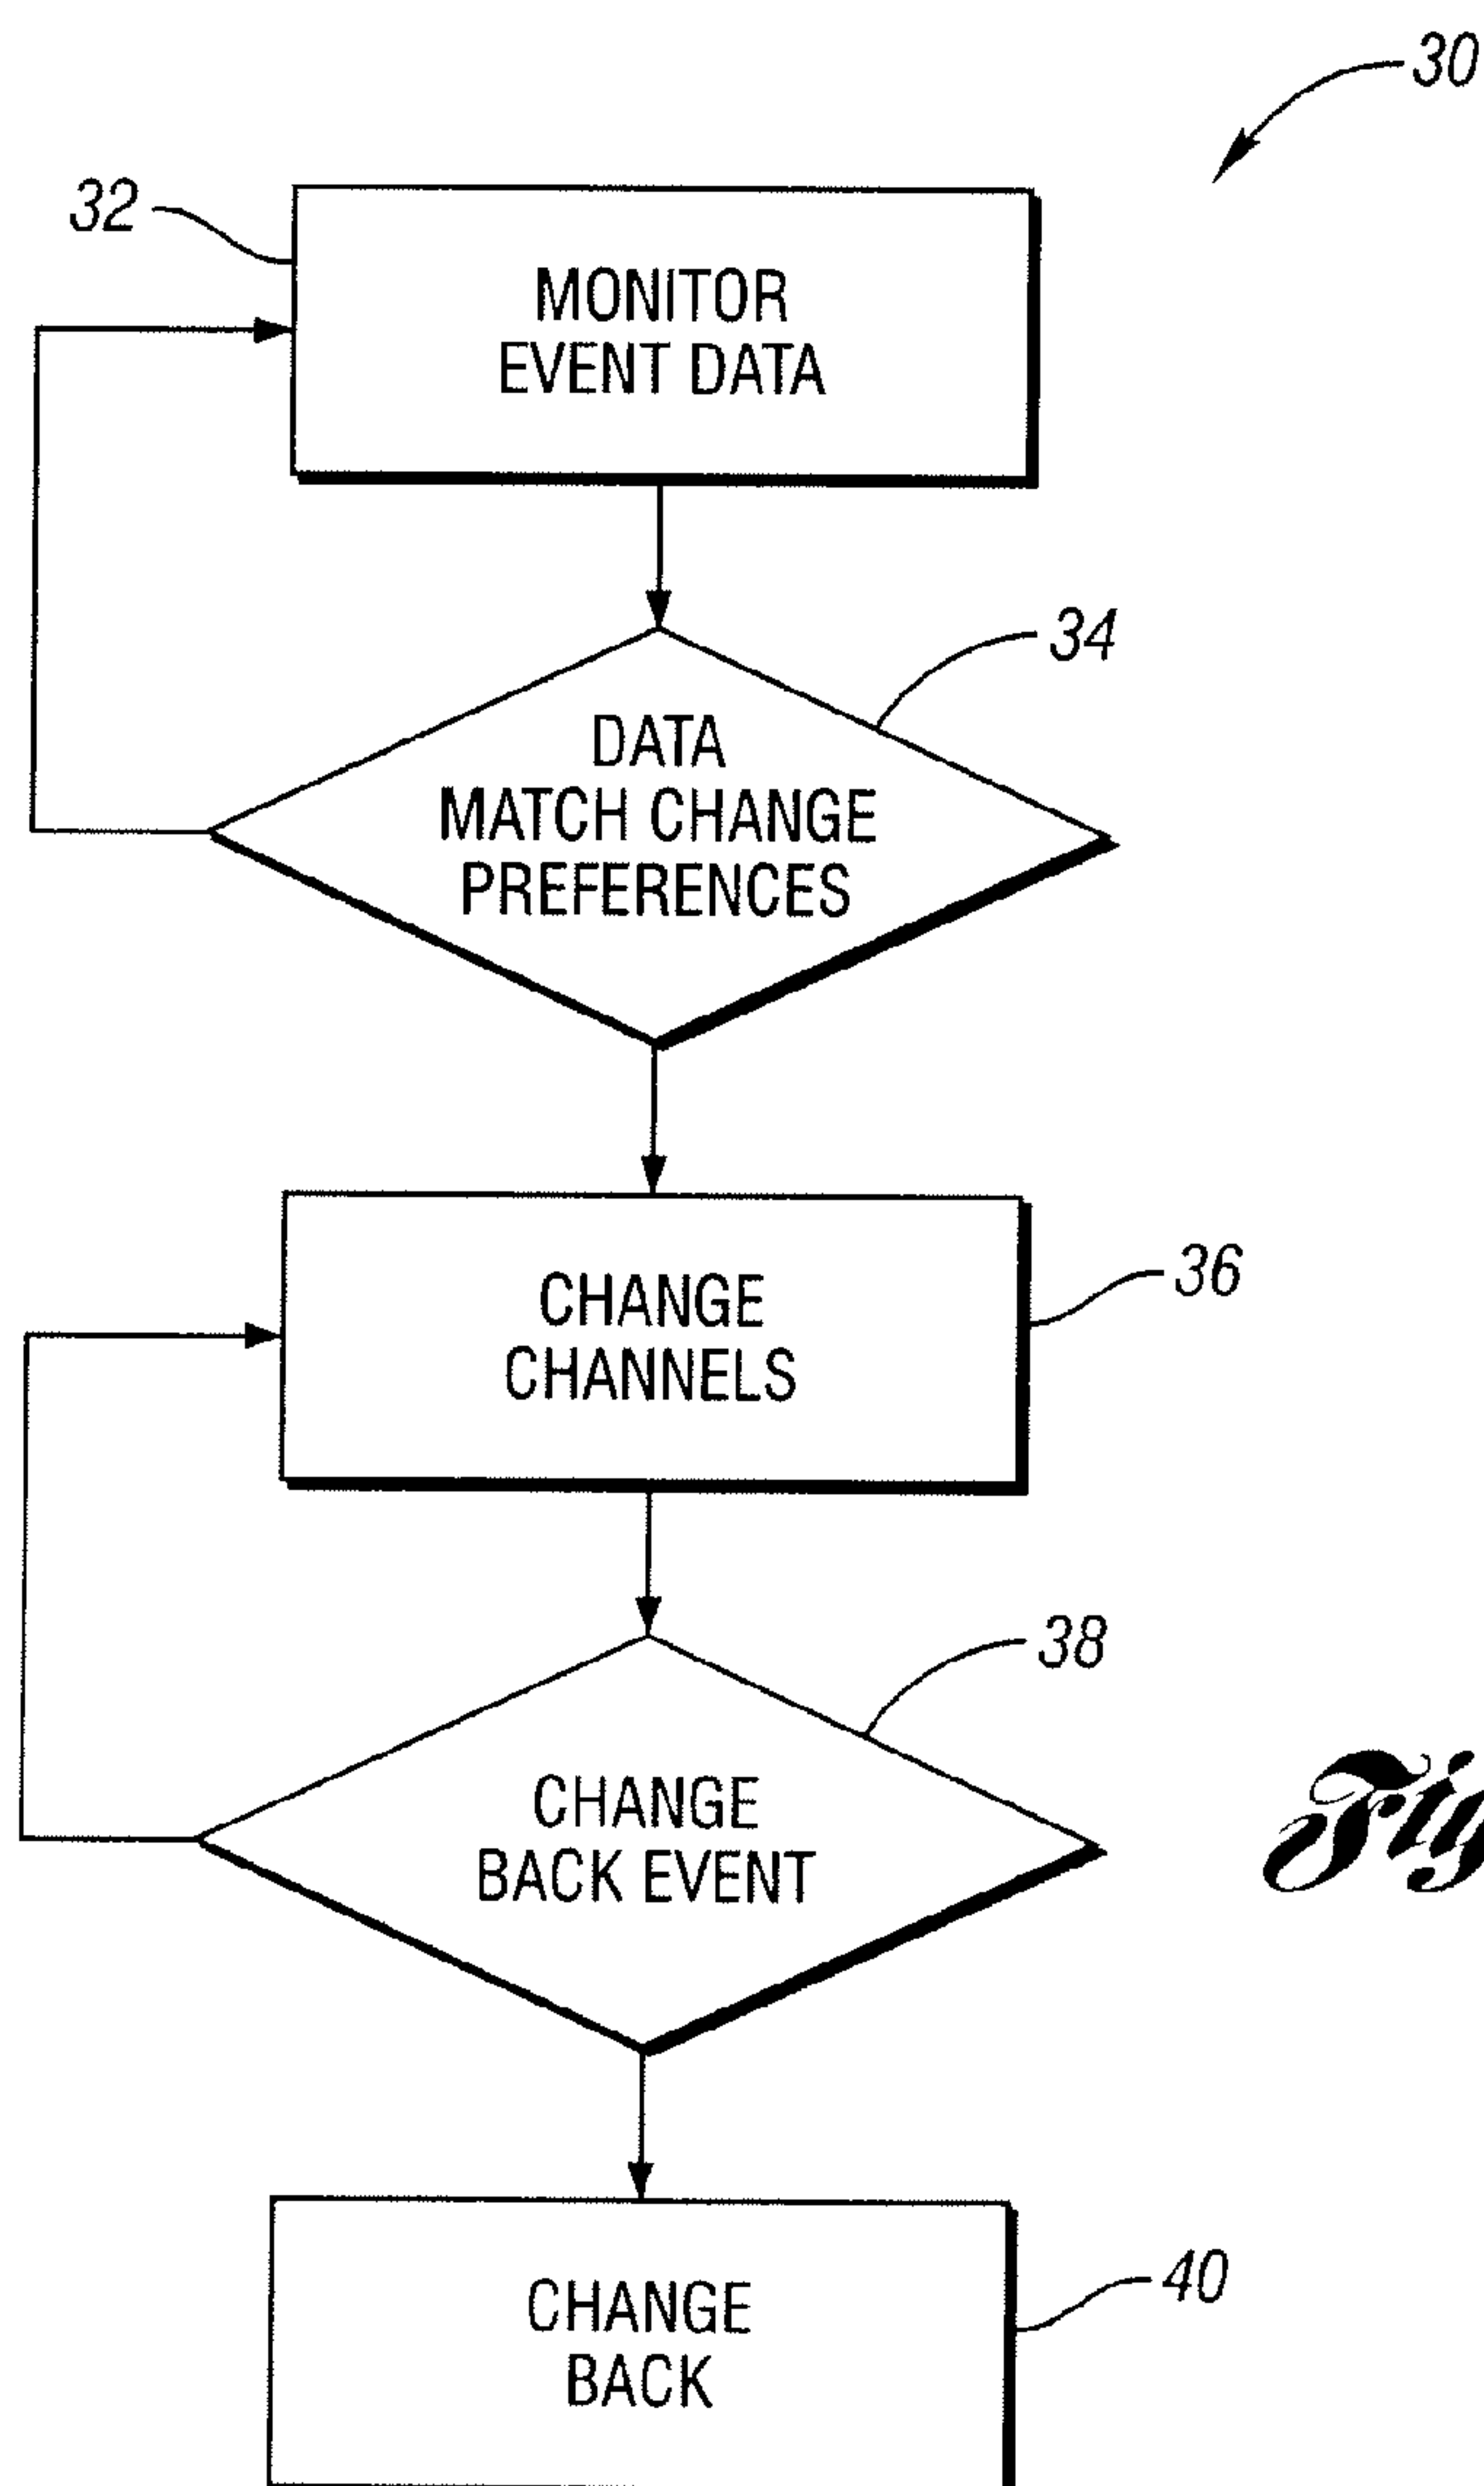 30
32
MONITOR
EVENT DATA
34
DATA
MATCH CHANGE
PREFERENCES
36
CHANGE
CHANNELS
38
CHANGE
BACK EVENT
Fig
40
CHANGE
BACK